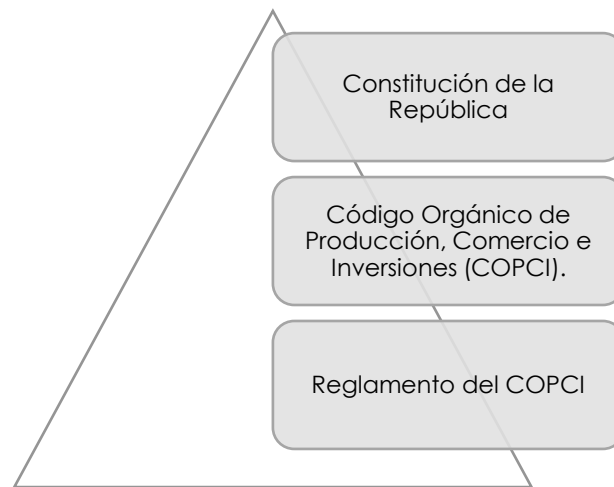 Constitución de la
República
Código Orgánico de
Producción, Comercio e
Inversiones (COPCI).
Reglamento del COPCI